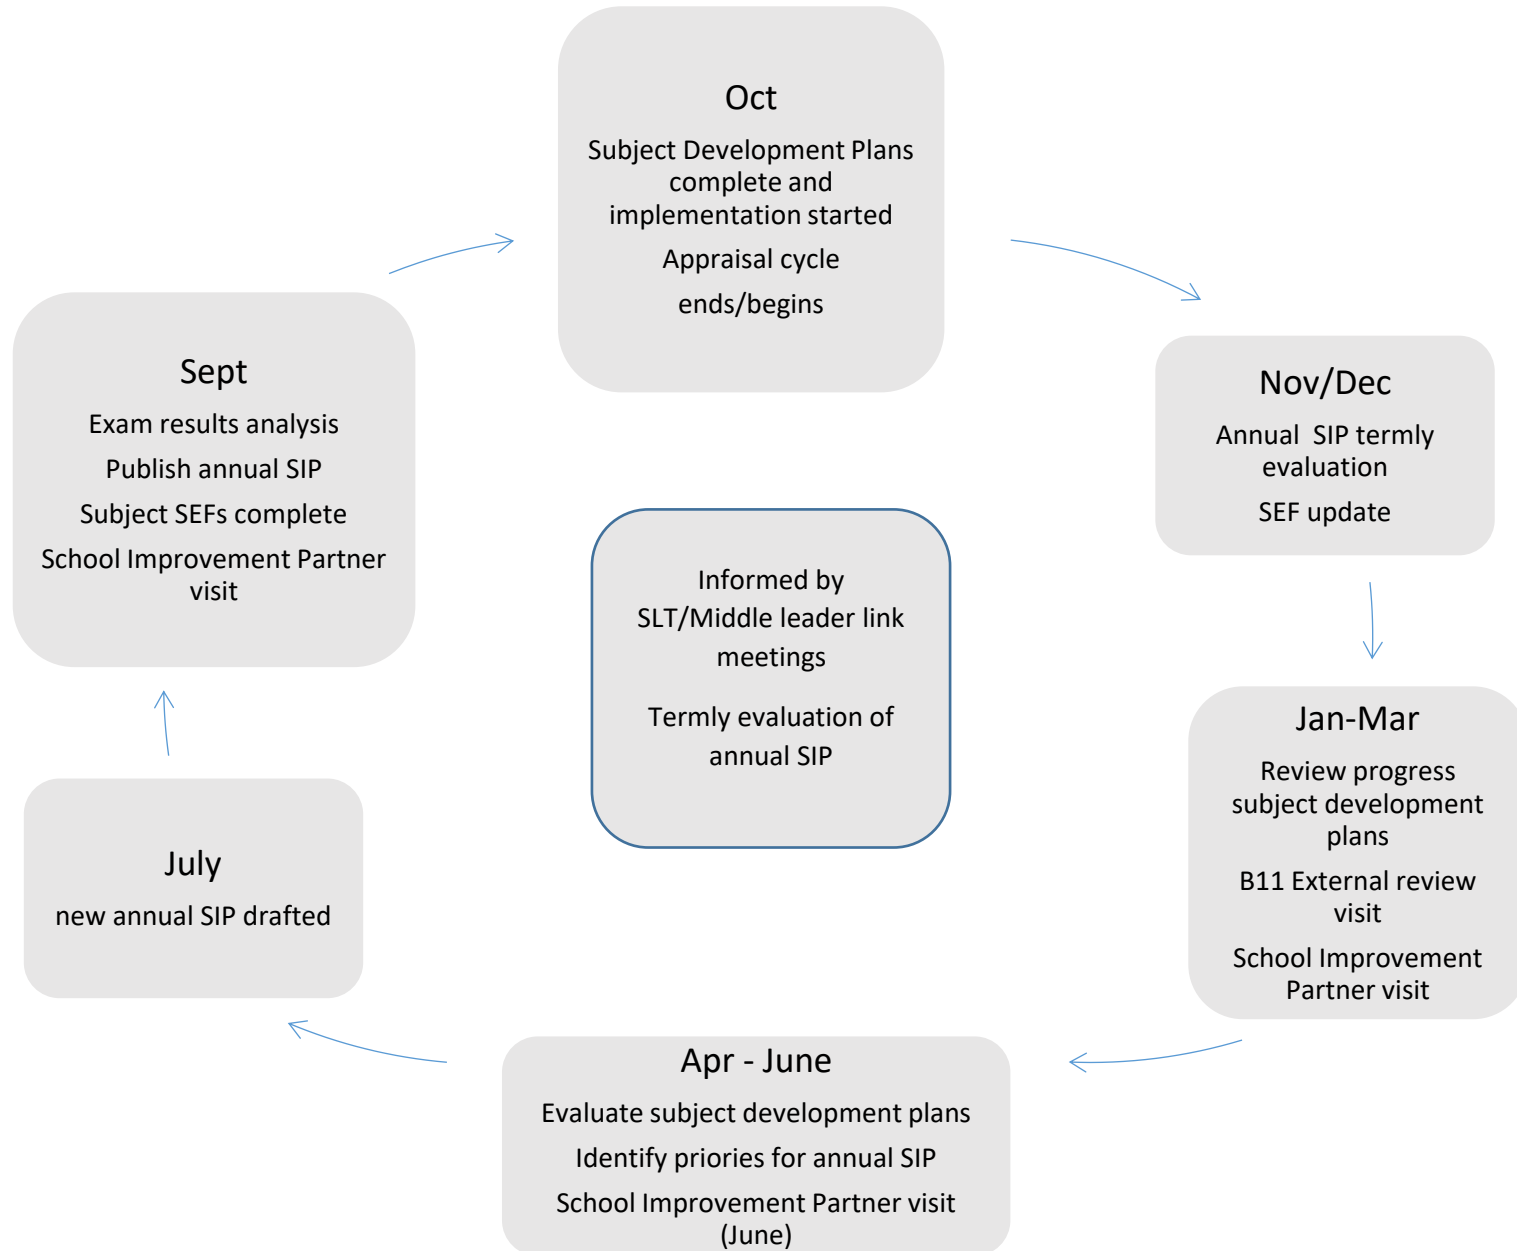 Oct
Subject Development Plans
complete and
implementation started
Appraisal cycle
ends/begins
Nov/Dec
Annual  SIP termly
evaluation
SEF update
Jan-Mar
Review progress
subject development
plans
B11 External review
visit
School Improvement
Partner visit
Apr - June
Evaluate subject development plans
Identify priories for annual SIP
School Improvement Partner visit
(June)
July
new annual SIP drafted
Sept
Exam results analysis
Publish annual SIP
Subject SEFs complete
School Improvement Partner
visit
Informed by
SLT/Middle leader link
meetings
Termly evaluation of
annual SIP